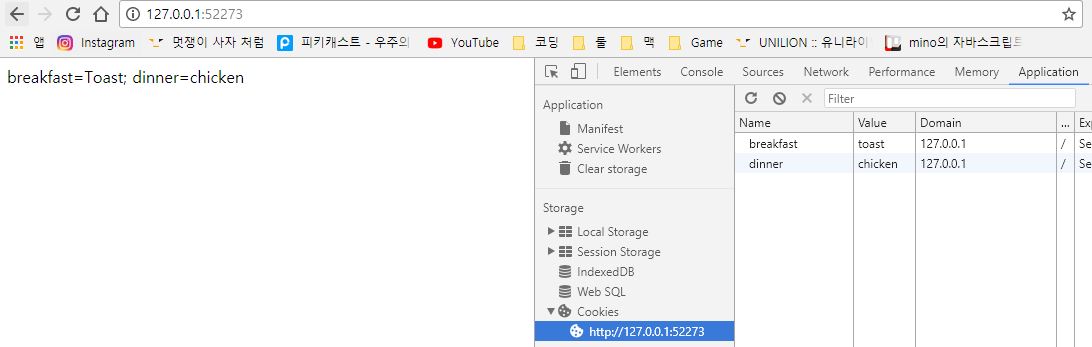 127.0.0.1:52273
앱 Instagram 멋쟁이 사자 처럼 피키캐스트 - 우주의 YouTube 코딩 툴 맥 Game UNILION :: 유니라이 mino의 자바스크립트
breakfast=Toast; dinner=chicken
Elements Console Sources Network Performance Memory Application
Application
Manifest
Service Workers
Clear storage
Storage
Local Storage
Session Storage
IndexedDB
Web SQL
Cookies
http://127.0.0.1:52273
Filter
Name Value Domain ... Exp
breakfast toast 127.0.0.1 / Se
dinner chicken 127.0.0.1 / Se